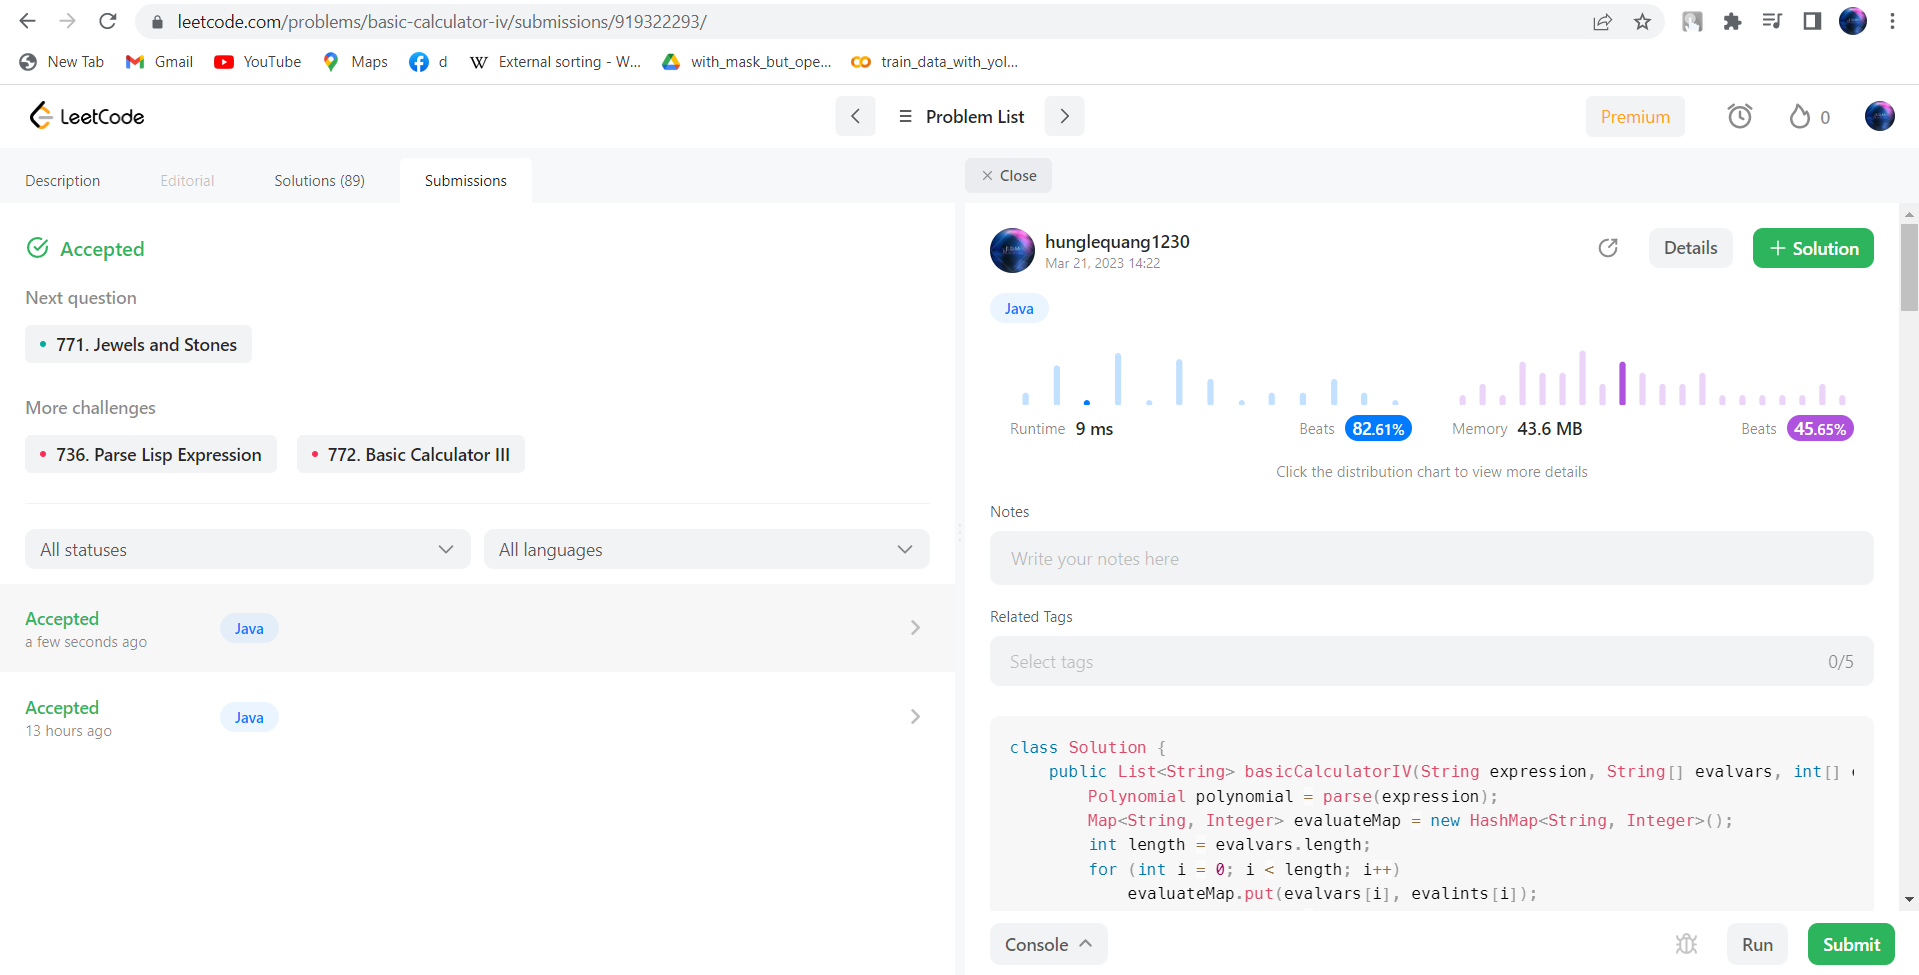 leetcode.com/problems/basic-calculator-iv/submissions/919322293/
New Tab
Gmail
YouTube
Maps
d
External sorting - W...
with_mask_but_ope...
train_data_with_yol...
LeetCode
Problem List
Premium
0
Description
Editorial
Solutions (89)
Submissions
Accepted
Next question
771. Jewels and Stones
More challenges
736. Parse Lisp Expression
772. Basic Calculator III
All statuses
All languages
Accepted
a few seconds ago
Java
Accepted
13 hours ago
Java
Close
hunglequang1230
Mar 21, 2023 14:22
Details
+ Solution
Java
Runtime 9 ms
Beats 82.61%
Memory 43.6 MB
Beats 45.65%
Click the distribution chart to view more details
Notes
Write your notes here
Related Tags
Select tags
0/5
class Solution {
public List<String> basicCalculatorIV(String expression, String[] evalvars, int[]
Polynomial polynomial = parse(expression);
Map<String, Integer> evaluateMap = new HashMap<String, Integer>();
int length = evalvars.length;
for (int i = 0; i < length; i++)
evaluateMap.put(evalvars[i], evalints[i]);
Console
Run
Submit